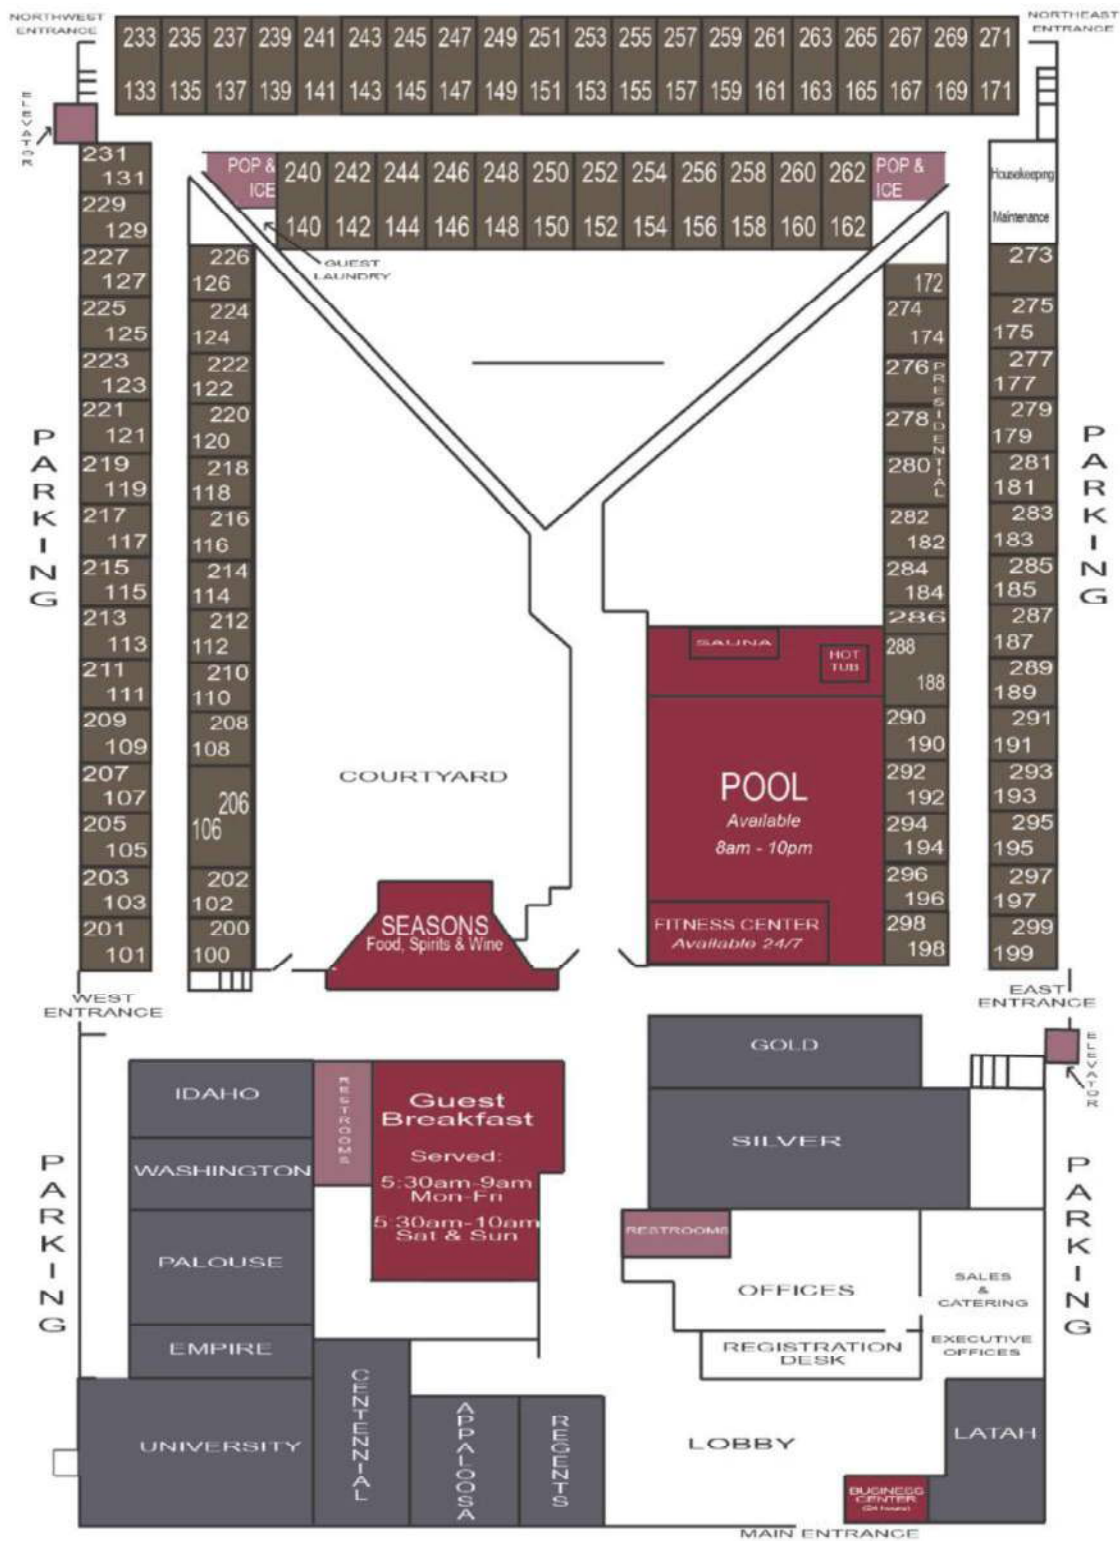 NORTHWEST
ENTRANCE
NORTHEAST
ENTRANCE
233 235 237 239 241 243 245 247 249 251 253 255 257 259 261 263 265 267 269 271
133 135 137 139 141 143 145 147 149 151 153 155 157 159 161 163 165 167 169 171
ELEVATOR
POP &
ICE
240 242 244 246 248 250 252 254 256 258 260 262
140 142 144 146 148 150 152 154 156 158 160 162
POP &
ICE
GUEST
LAUNDRY
Housekeeping
Maintenance
231
131
229
129
227
127
225
125
223
123
221
121
219
119
217
117
215
115
213
113
211
111
209
109
207
107
205
105
203
103
201
101
226
126
224
124
222
122
220
120
218
118
216
116
214
114
212
112
210
110
208
108
206
106
202
102
200
100
172
274
174
276
278
280
PRESIDENTIAL
282
182
284
184
286
288
188
290
190
292
192
294
194
296
196
298
198
273
275
175
277
177
279
179
281
181
283
183
285
185
287
187
289
189
291
191
293
193
295
195
297
197
299
199
PARKING
PARKING
SAUNA
HOT
TUB
COURTYARD
POOL
Available
8am - 10pm
SEASONS
Food, Spirits & Wine
FITNESS CENTER
Available 24/7
WEST
ENTRANCE
EAST
ENTRANCE
ELEVATOR
GOLD
SILVER
IDAHO
WASHINGTON
PALOUSE
EMPIRE
UNIVERSITY
RESTROOMS
Guest
Breakfast
Served:
5:30am-9am
Mon-Fri
5:30am-10am
Sat & Sun
RESTROOMS
OFFICES
SALES
&
CATERING
EXECUTIVE
OFFICES
REGISTRATION
DESK
PARKING
PARKING
CENTENNIAL
APPALOOSA
REGENTS
LOBBY
LATAH
BUSINESS
CENTER
(24 hours)
MAIN ENTRANCE